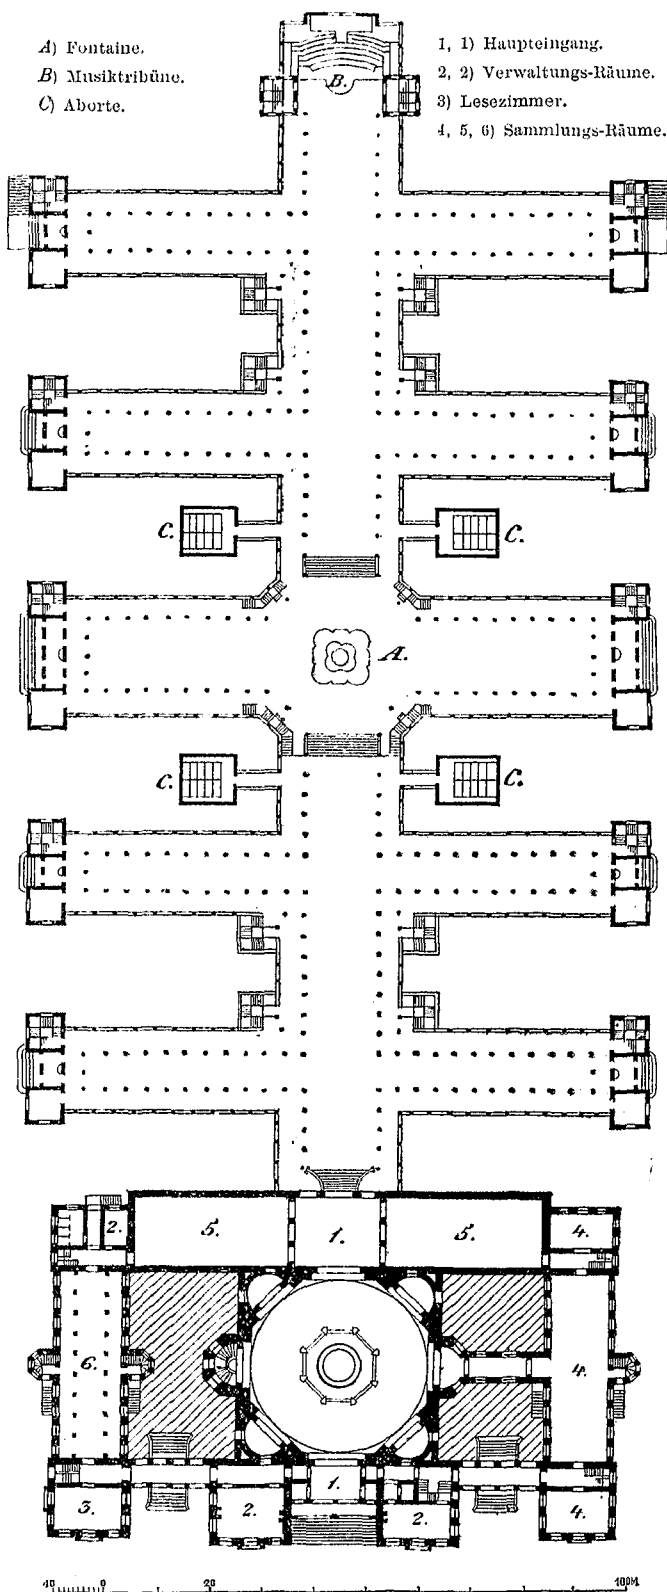 A) Fontaine.
B) Musiktribüne.
C) Aborte.
1, 1) Haupteingang.
2, 2) Verwaltungs-Räume.
3) Lesezimmer.
4, 5, 6) Sammlungs-Räume.
B.
C.
C.
A.
C.
C.
2.
5.
1.
5.
4.
6.
4.
3.
2.
1.
2.
4.
10 0 20 100M